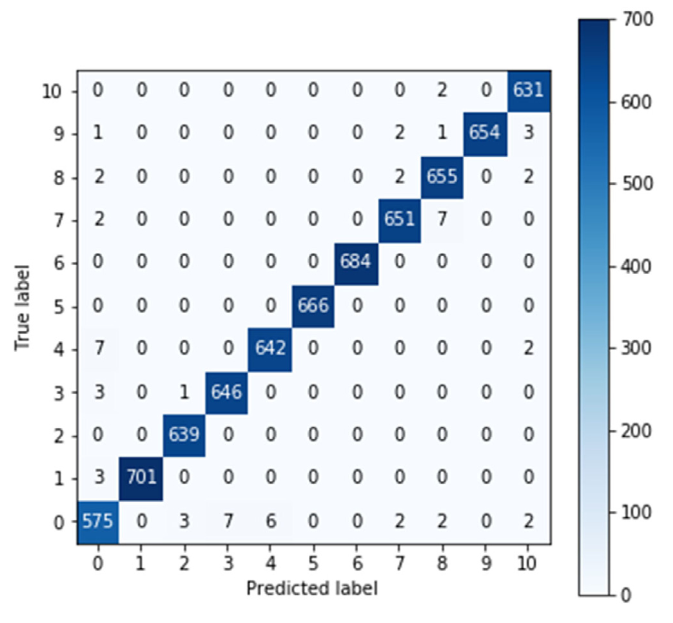 True label
10 0 0 0 0 0 0 0 0 2 0 631
9 1 0 0 0 0 0 0 2 1 654 3
8 2 0 0 0 0 0 0 2 655 0 2
7 2 0 0 0 0 0 0 651 7 0 0
6 0 0 0 0 0 0 684 0 0 0 0
5 0 0 0 0 0 666 0 0 0 0 0
4 7 0 0 0 642 0 0 0 0 0 2
3 3 0 1 646 0 0 0 0 0 0 0
2 0 0 639 0 0 0 0 0 0 0 0
1 3 701 0 0 0 0 0 0 0 0 0
0 575 0 3 7 6 0 0 2 2 0 2
0 1 2 3 4 5 6 7 8 9 10
Predicted label
700
600
500
400
300
200
100
0